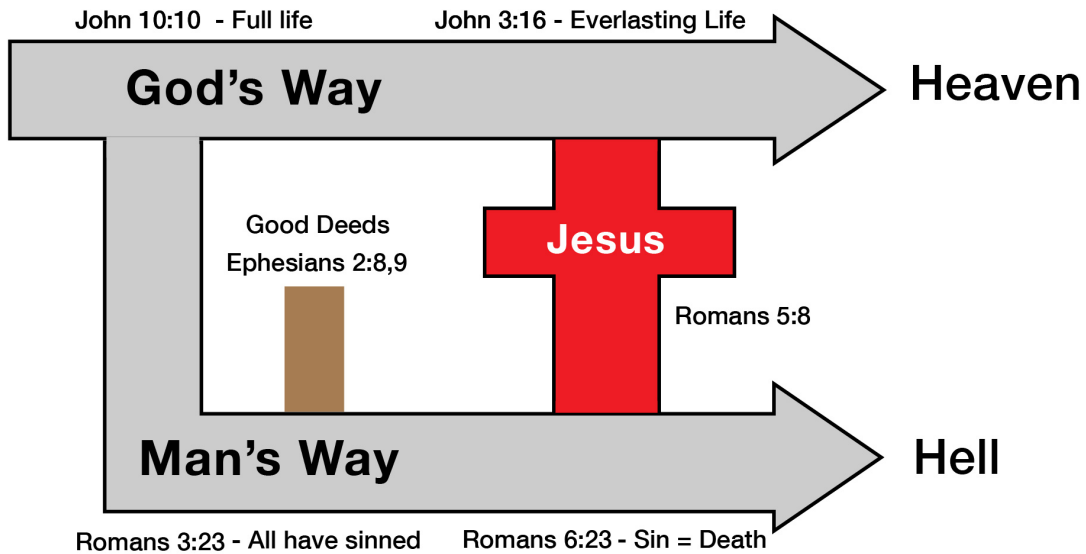 John 10:10 - Full life
John 3:16 - Everlasting Life
God's Way
Heaven
Good Deeds
Ephesians 2:8,9
Jesus
Romans 5:8
Man's Way
Hell
Romans 3:23 - All have sinned
Romans 6:23 - Sin = Death